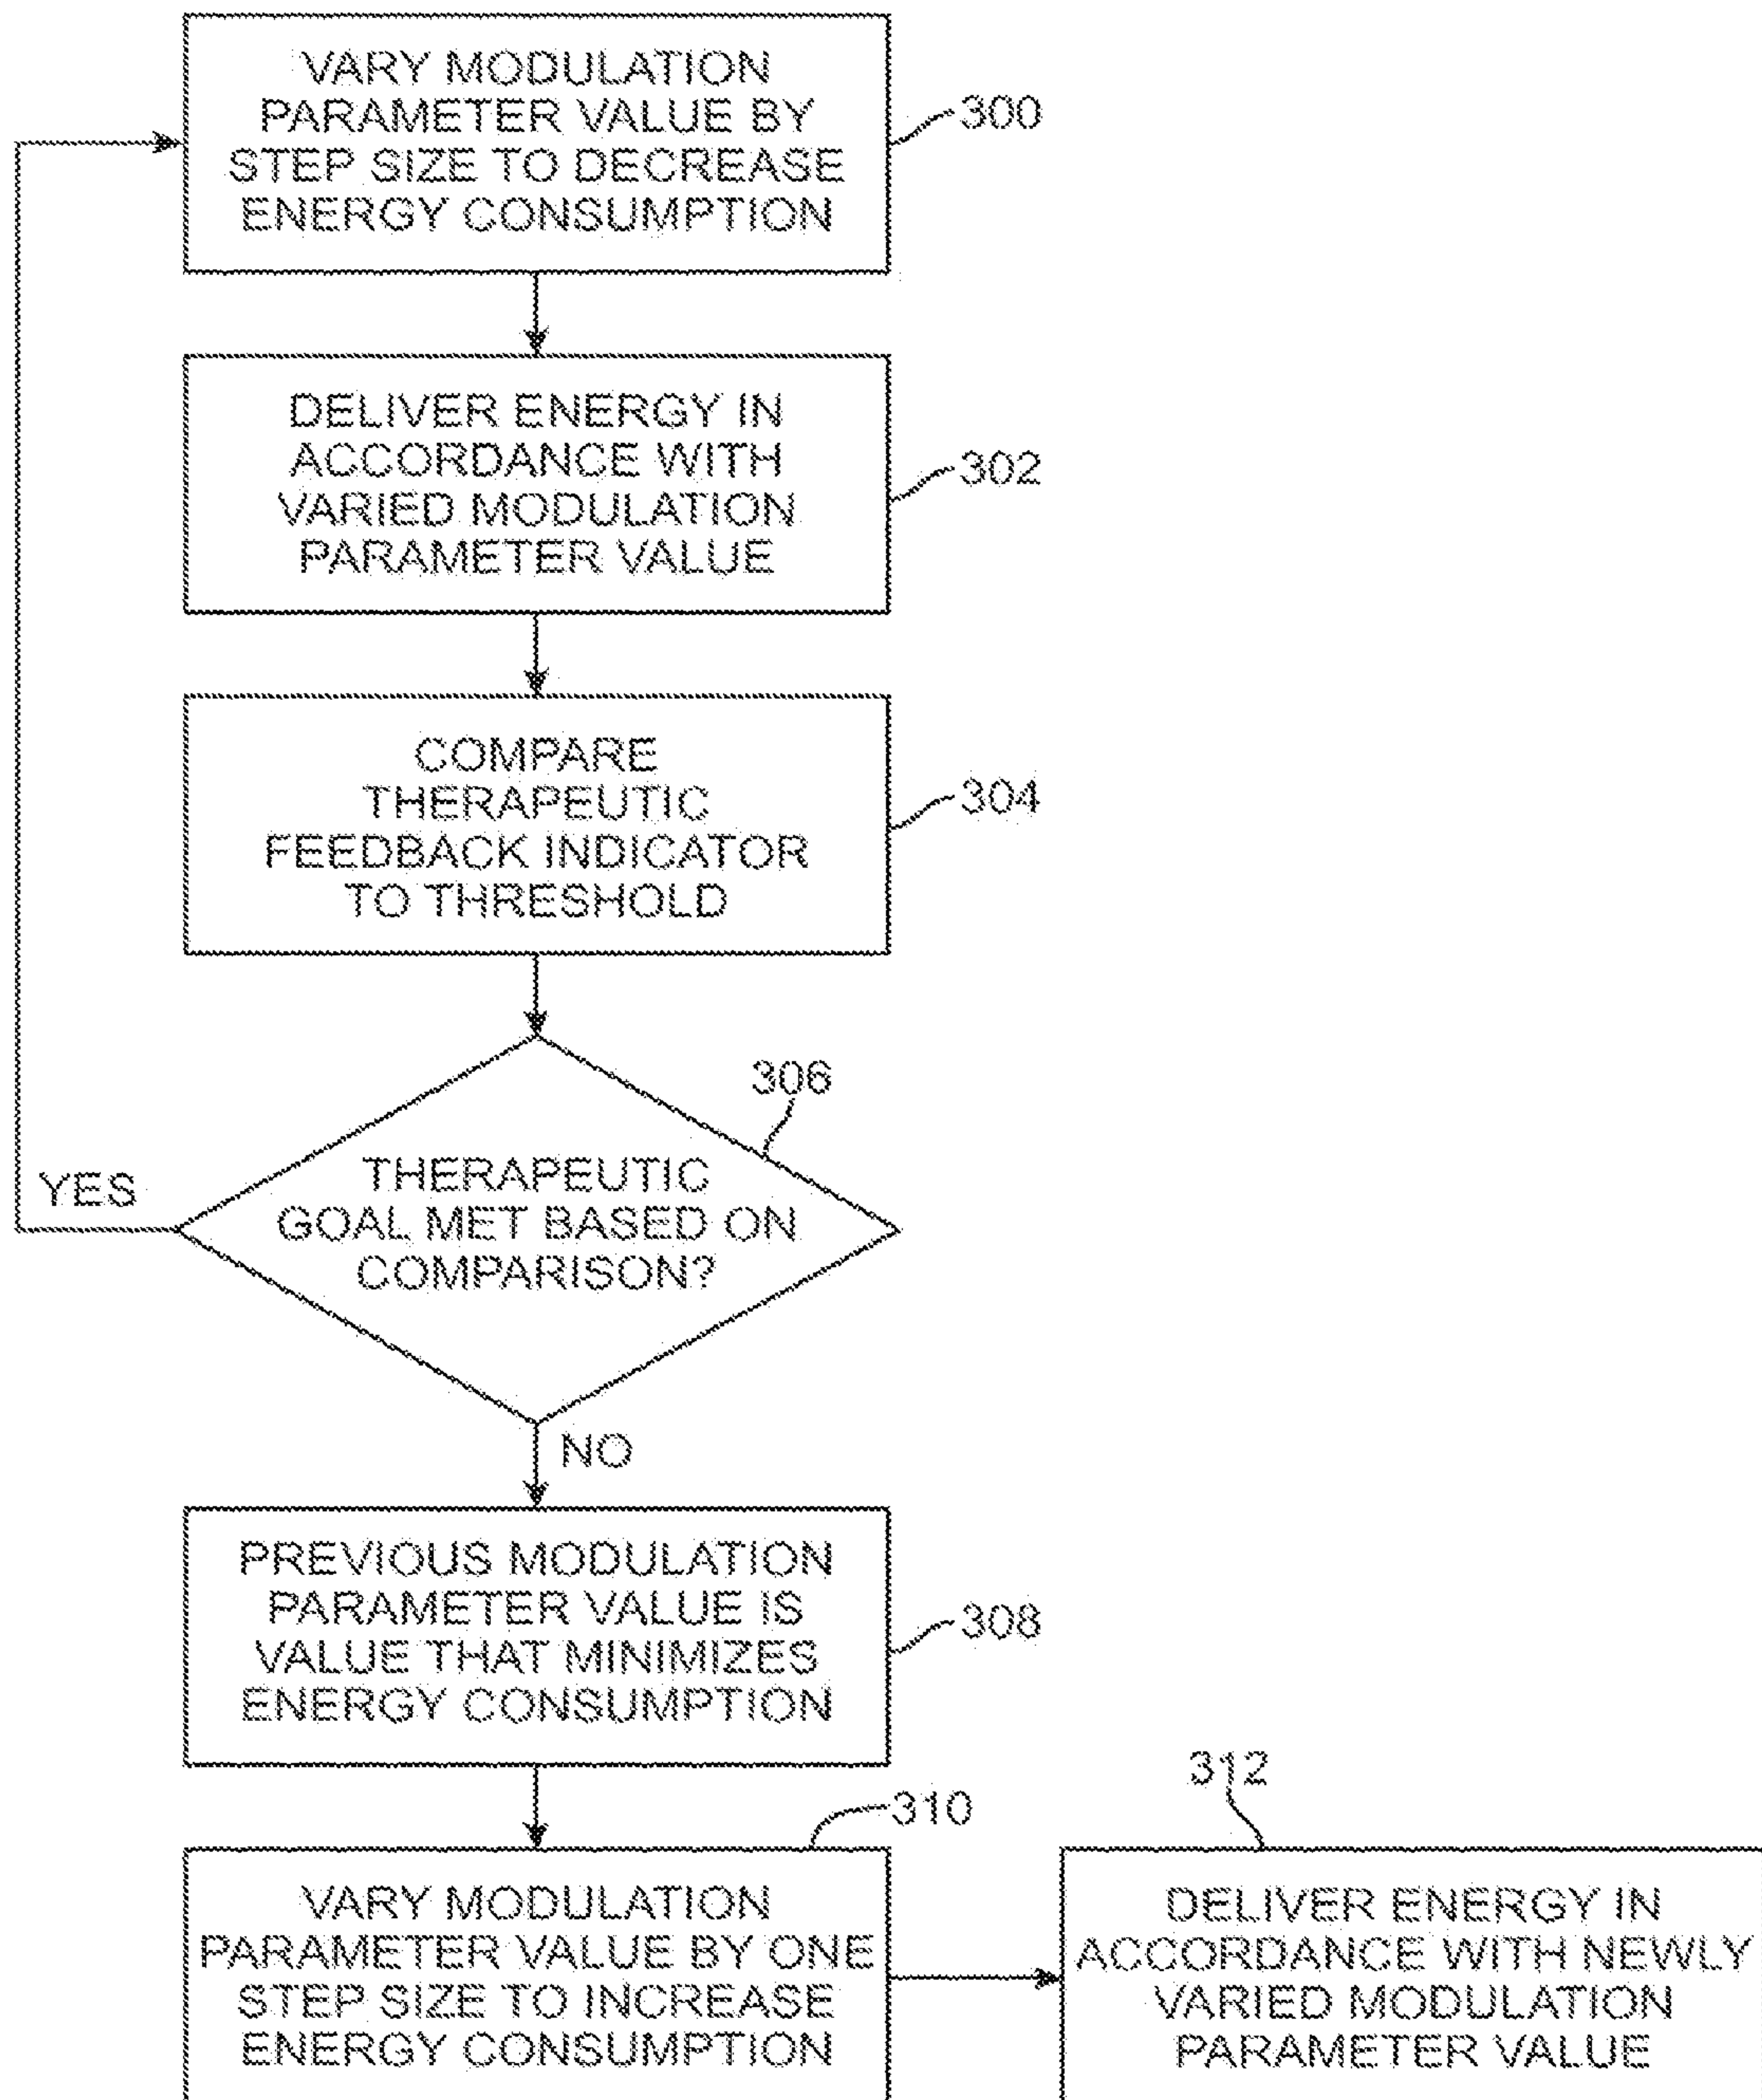 VARY MODULATION
PARAMETER VALUE BY
STEP SIZE TO DECREASE
ENERGY CONSUMPTION
300
DELIVER ENERGY IN
ACCORDANCE WITH
VARIED MODULATION
PARAMETER VALUE
302
COMPARE
THERAPEUTIC
FEEDBACK INDICATOR
TO THRESHOLD
304
306
THERAPEUTIC
GOAL MET BASED ON
COMPARISON?
YES
NO
PREVIOUS MODULATION
PARAMETER VALUE IS
VALUE THAT MINIMIZES
ENERGY CONSUMPTION
308
310
VARY MODULATION
PARAMETER VALUE BY ONE
STEP SIZE TO INCREASE
ENERGY CONSUMPTION
312
DELIVER ENERGY IN
ACCORDANCE WITH NEWLY
VARIED MODULATION
PARAMETER VALUE